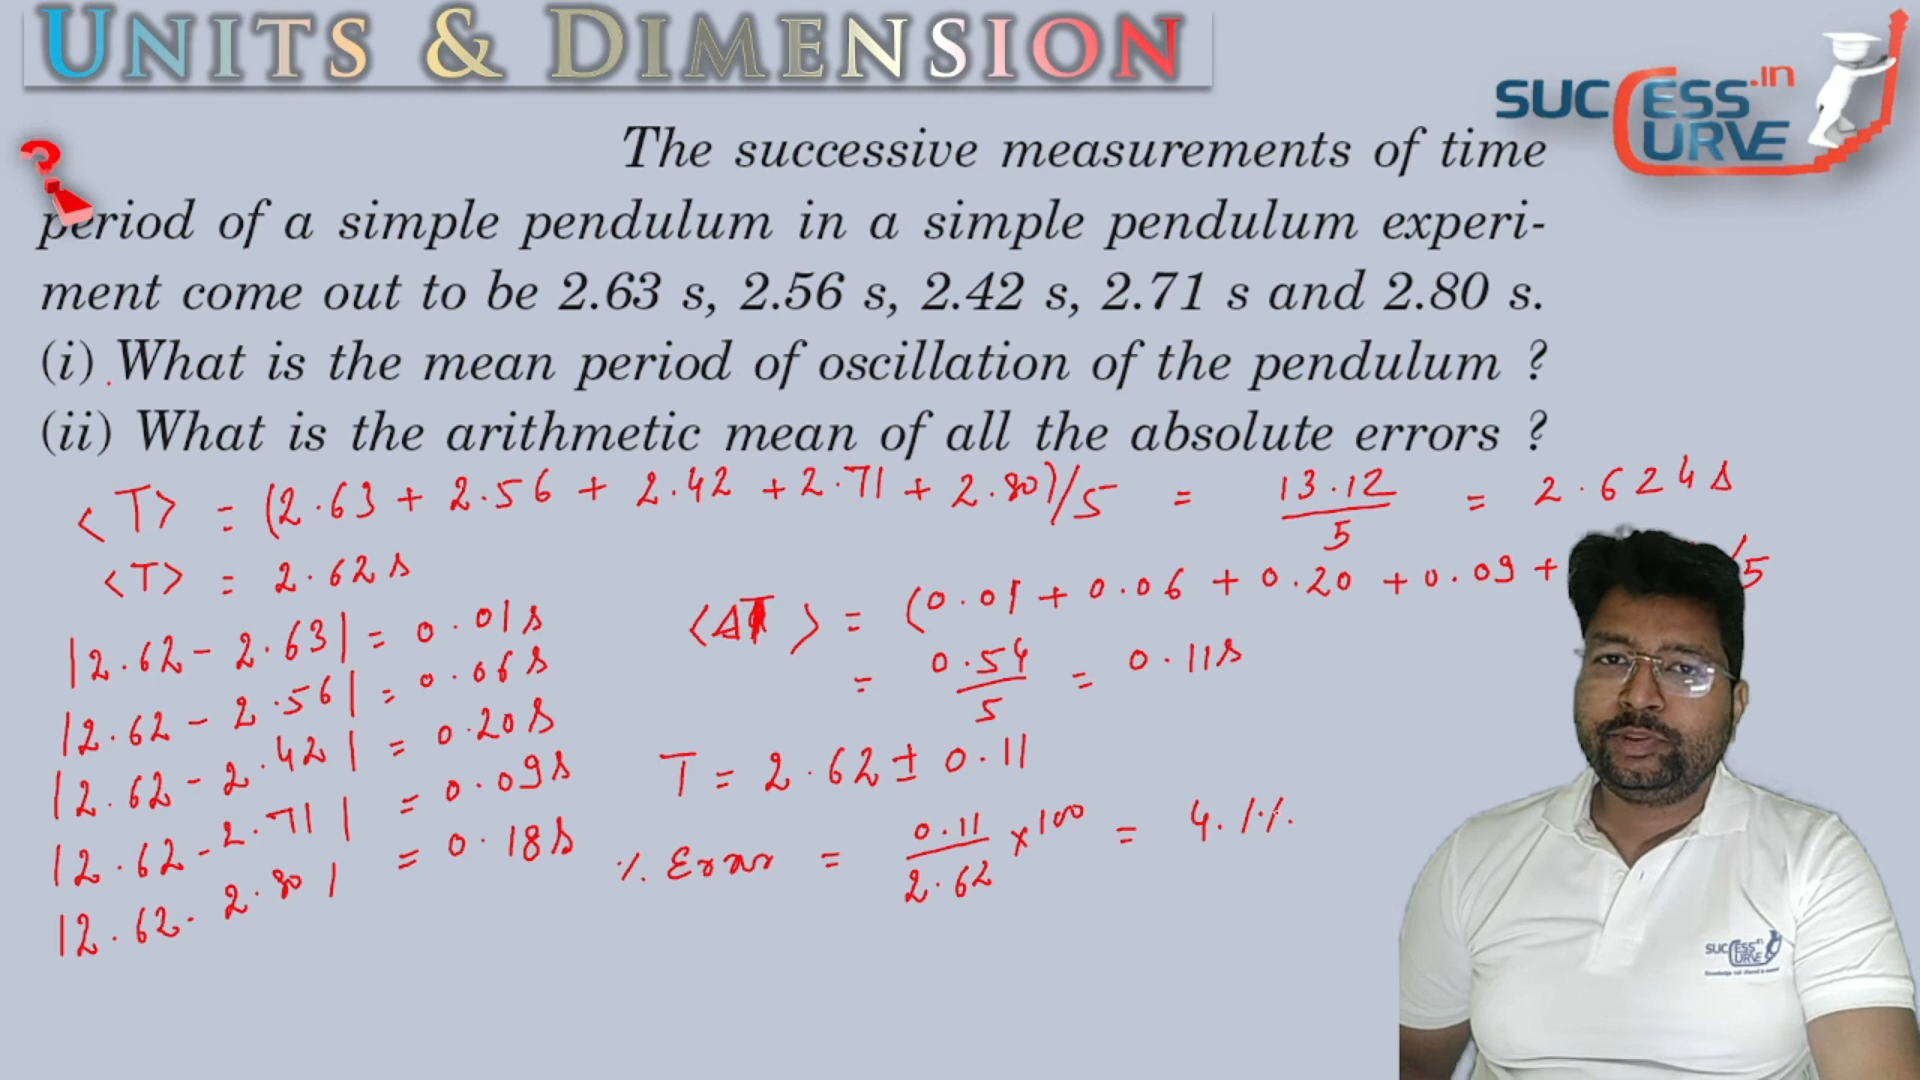 UNITS & DIMENSION
SUCCESS CURVE .in
?
The successive measurements of time
period of a simple pendulum in a simple pendulum experi-
ment come out to be 2.63 s, 2.56 s, 2.42 s, 2.71 s and 2.80 s.
(i) What is the mean period of oscillation of the pendulum ?
(ii) What is the arithmetic mean of all the absolute errors ?
<T> = (2.63 + 2.56 + 2.42 + 2.71 + 2.80)/5 = 13.12/5 = 2.624 s
<T> = 2.62 s
|2.62 - 2.63| = 0.01 s
|2.62 - 2.56| = 0.06 s
|2.62 - 2.42| = 0.20 s
|2.62 - 2.71| = 0.09 s
|2.62 - 2.80| = 0.18 s
<ΔT> = (0.01 + 0.06 + 0.20 + 0.09 + /5
= 0.54/5 = 0.11 s
T = 2.62 ± 0.11
% Error = 0.11/2.62 × 100 = 4.1%
SUCCESS CURVE .in